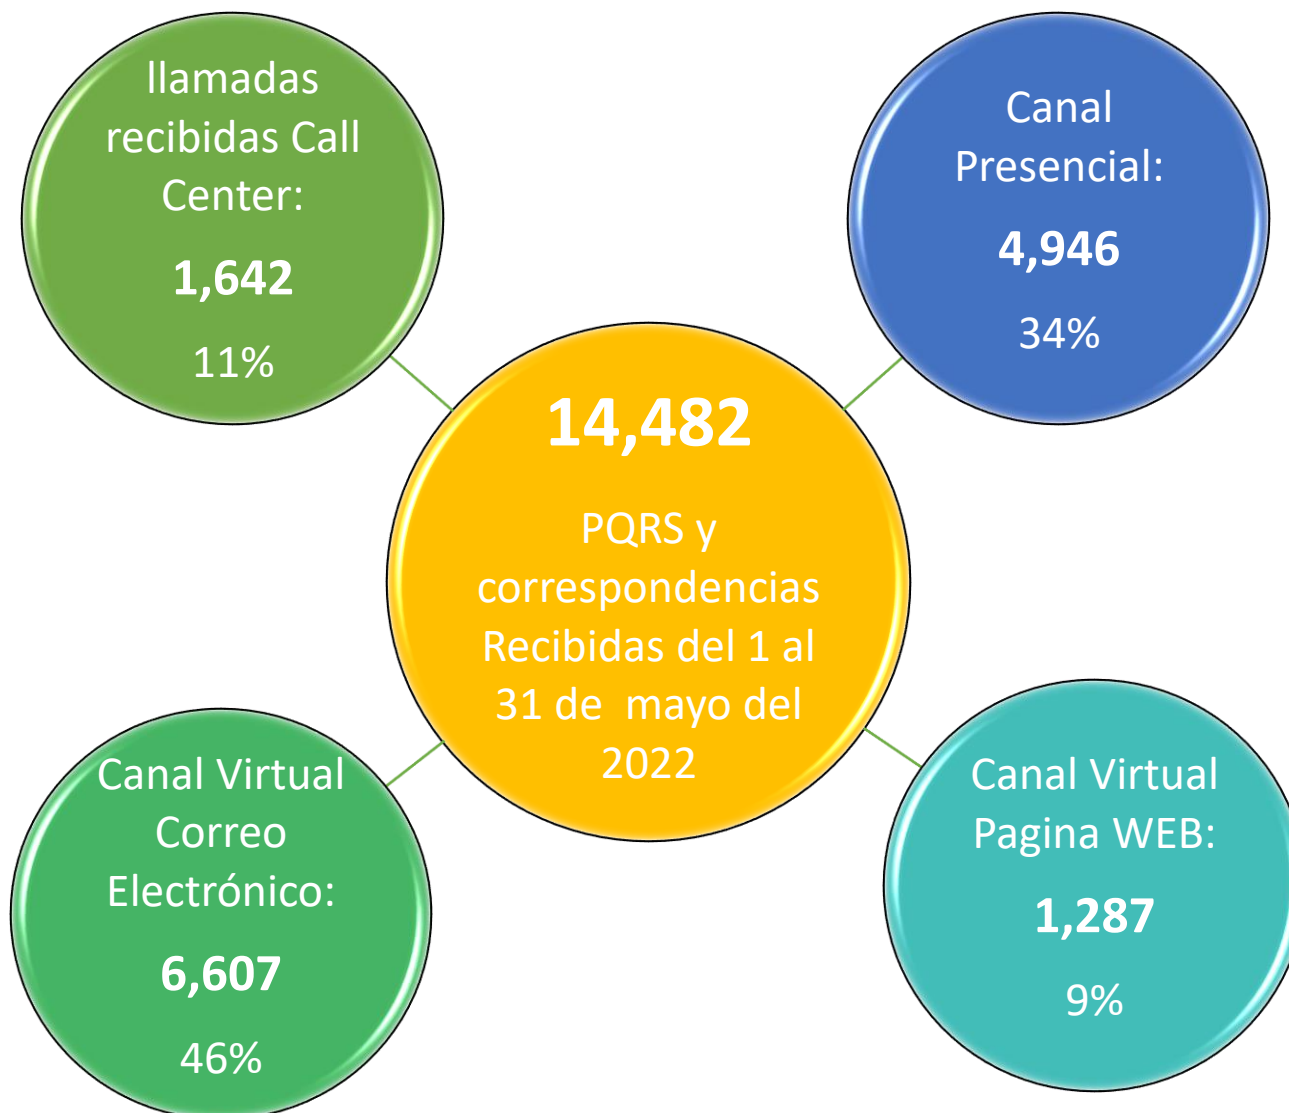 llamadas
recibidas Call
Center:
1,642
11%
Canal
Presencial:
4,946
34%
14,482
PQRS y
correspondencias
Recibidas del 1 al
31 de  mayo del
2022
Canal Virtual
Correo
Electrónico:
6,607
46%
Canal Virtual
Pagina WEB:
1,287
9%